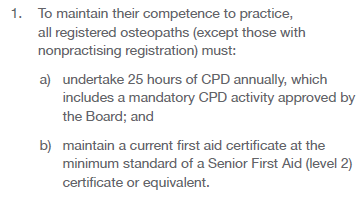 1. To maintain their competence to practice,
all registered osteopaths (except those with
nonpractising registration) must:
a) undertake 25 hours of CPD annually, which
includes a mandatory CPD activity approved by
the Board; and
b) maintain a current first aid certificate at the
minimum standard of a Senior First Aid (level 2)
certificate or equivalent.